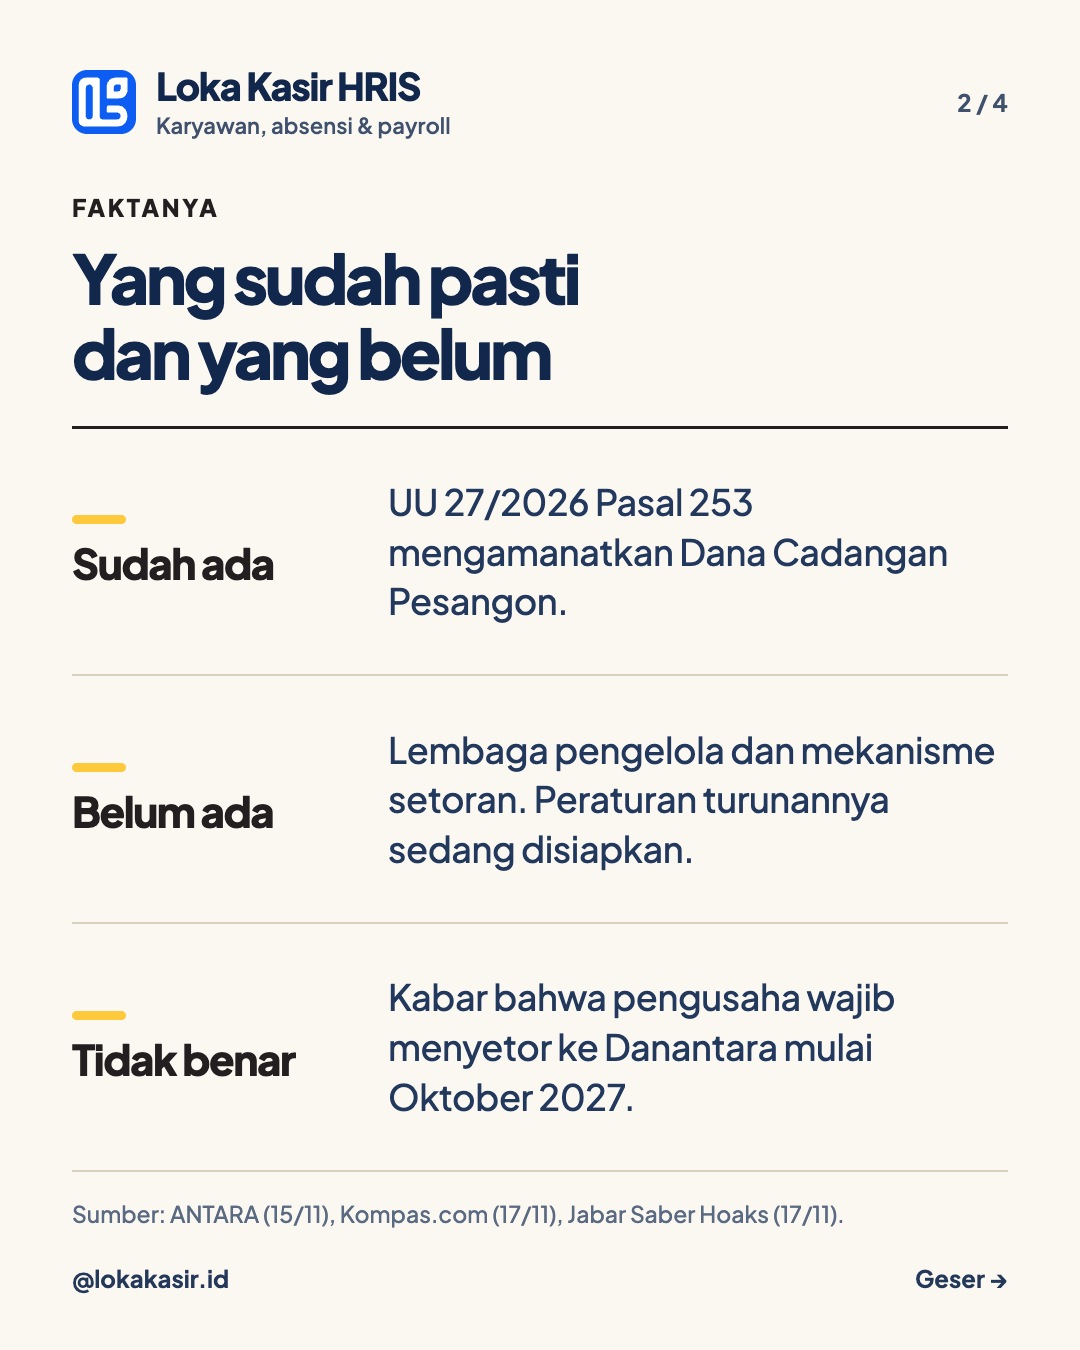 Loka Kasir HRIS
Karyawan, absensi & payroll
2 / 4
FAKTANYA
Yang sudah pasti
dan yang belum
Sudah ada
UU 27/2026 Pasal 253
mengamanatkan Dana Cadangan
Pesangon.
Belum ada
Lembaga pengelola dan mekanisme
setoran. Peraturan turunannya
sedang disiapkan.
Tidak benar
Kabar bahwa pengusaha wajib
menyetor ke Danantara mulai
Oktober 2027.
Sumber: ANTARA (15/11), Kompas.com (17/11), Jabar Saber Hoaks (17/11).
@lokakasir.id
Geser →